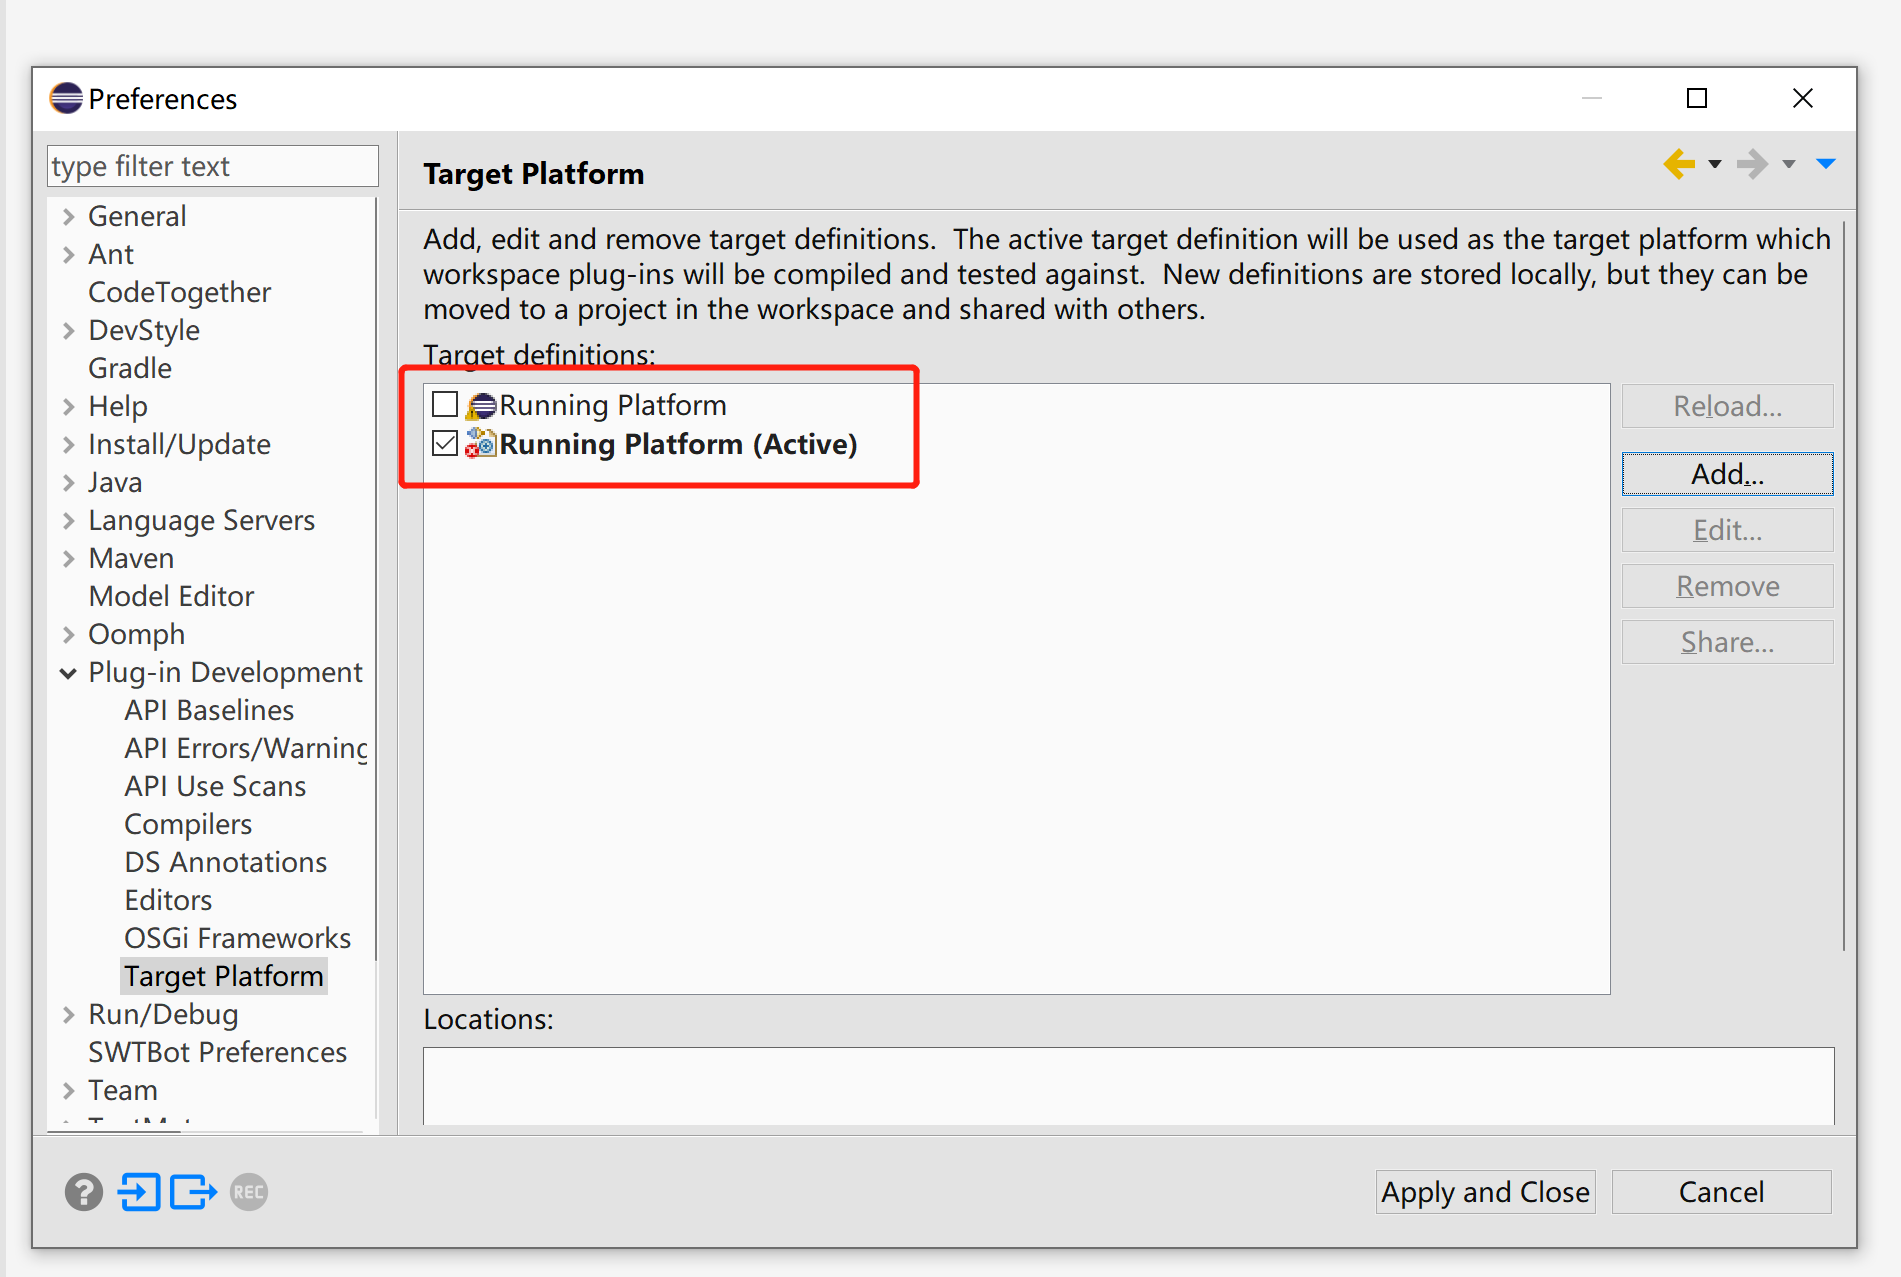 Preferences
type filter text
General
Ant
CodeTogether
DevStyle
Gradle
Help
Install/Update
Java
Language Servers
Maven
Model Editor
Oomph
Plug-in Development
API Baselines
API Errors/Warning
API Use Scans
Compilers
DS Annotations
Editors
OSGi Frameworks
Target Platform
Run/Debug
SWTBot Preferences
Team
Target Platform
Add, edit and remove target definitions.  The active target definition will be used as the target platform which
workspace plug-ins will be compiled and tested against.  New definitions are stored locally, but they can be
moved to a project in the workspace and shared with others.
Target definitions:
Running Platform
Running Platform (Active)
Reload...
Add...
Edit...
Remove
Share...
Locations:
REC
Apply and Close
Cancel